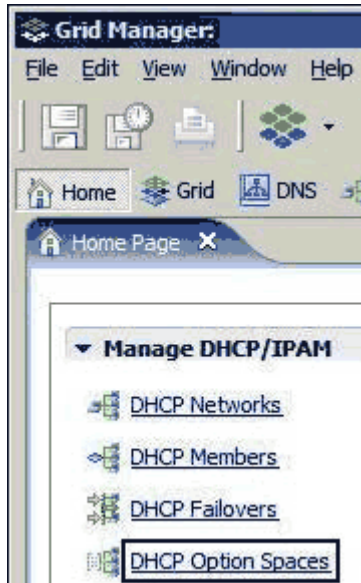 Grid Manager:
File Edit View Window Help
Home Grid DNS
Home Page X
Manage DHCP/IPAM
DHCP Networks
DHCP Members
DHCP Failovers
DHCP Option Spaces